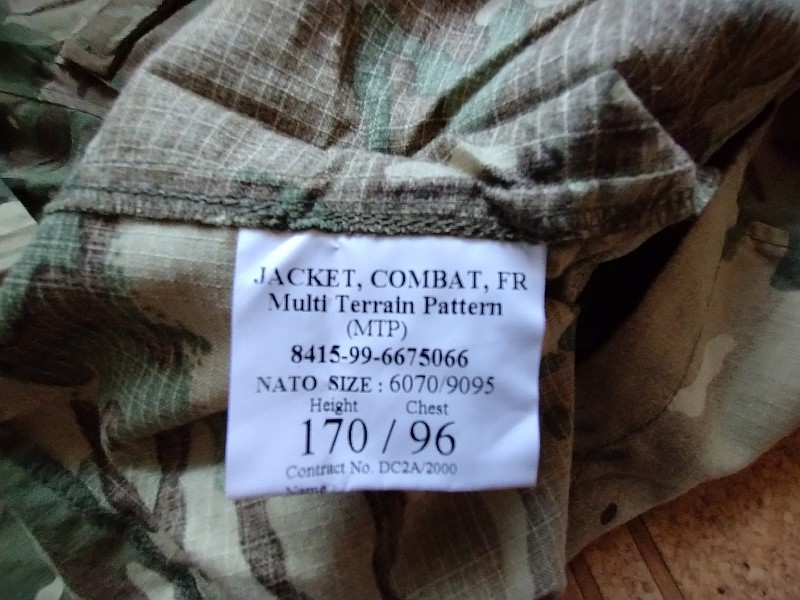 JACKET, COMBAT, FR
Multi Terrain Pattern
(MTP)
8415-99-6675066
NATO SIZE : 6070/9095
Height Chest
170 / 96
Contract No. DC2A/2000
Name :